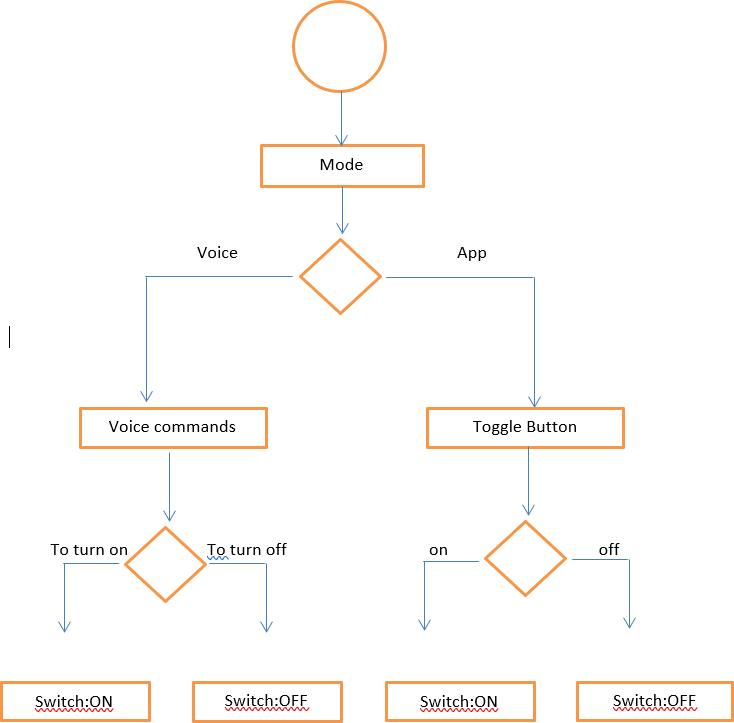 Mode
Voice
App
Voice commands
Toggle Button
To turn on
To turn off
on
off
Switch:ON
Switch:OFF
Switch:ON
Switch:OFF